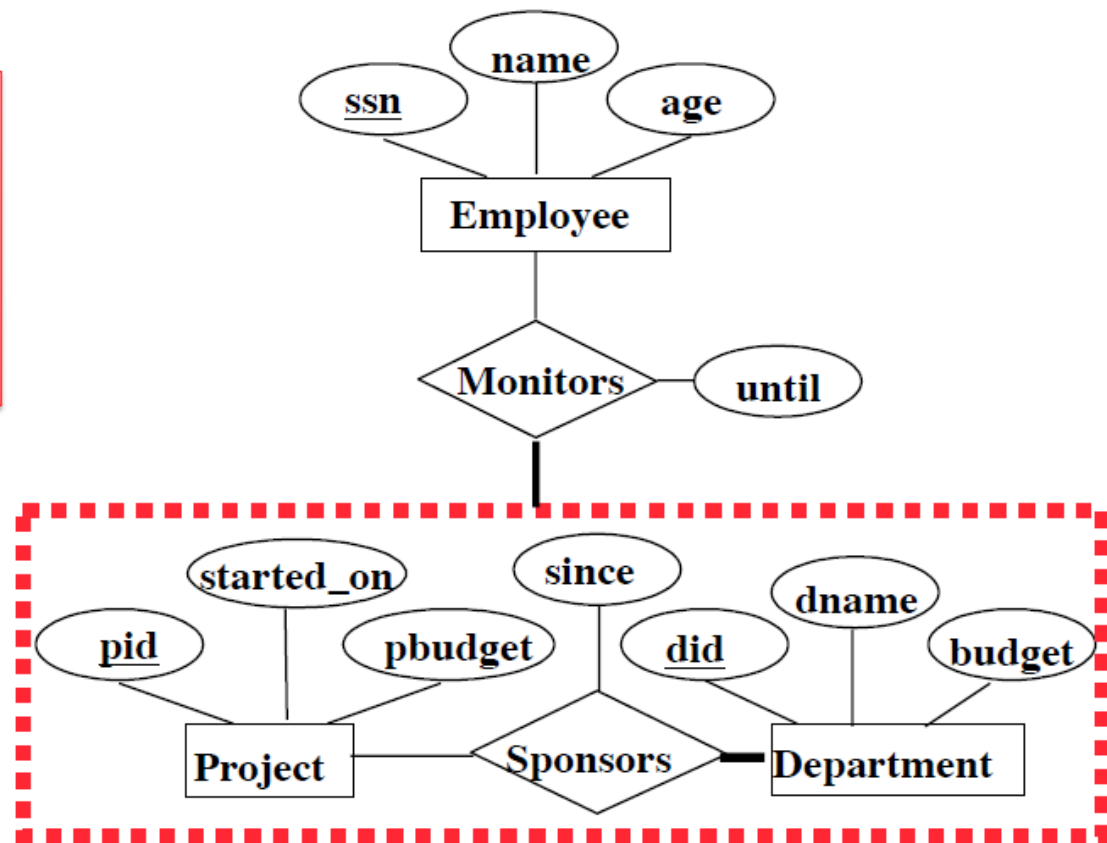 name
ssn
age
Employee
Monitors
until
since
started_on
dname
pid
pbudget
did
budget
Project
Sponsors
Department